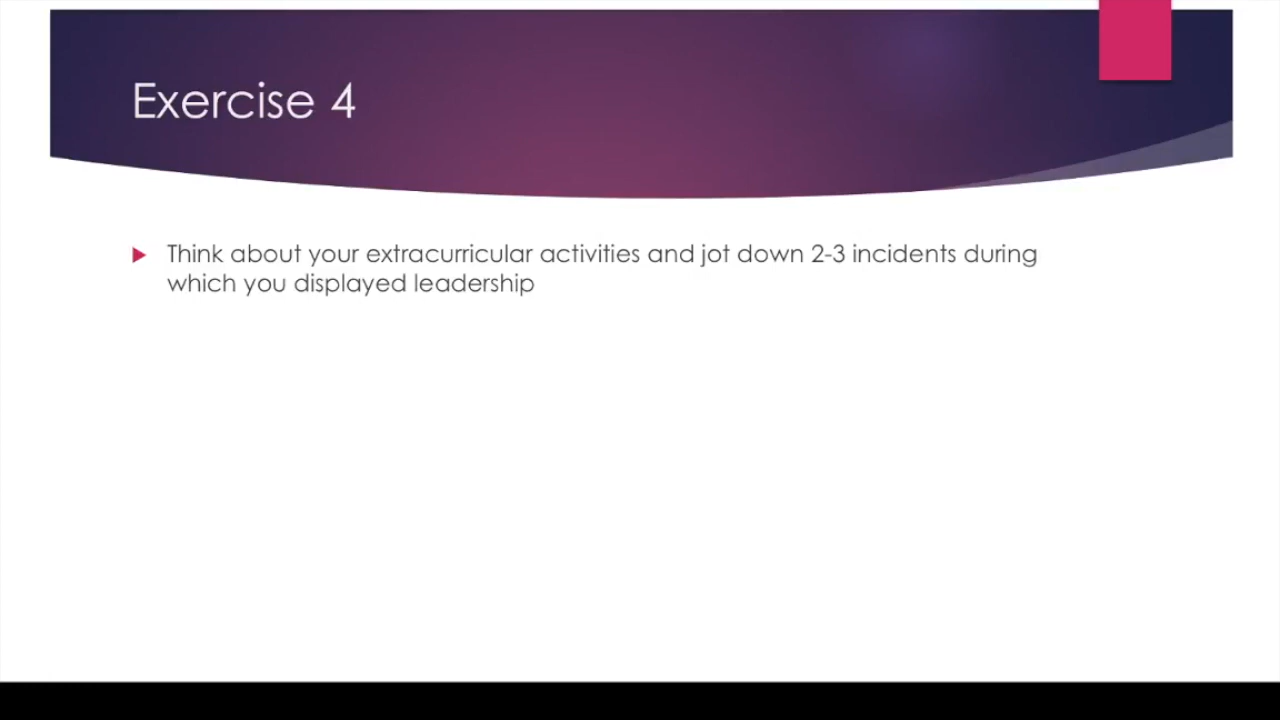 Exercise 4
Think about your extracurricular activities and jot down 2-3 incidents during
which you displayed leadership